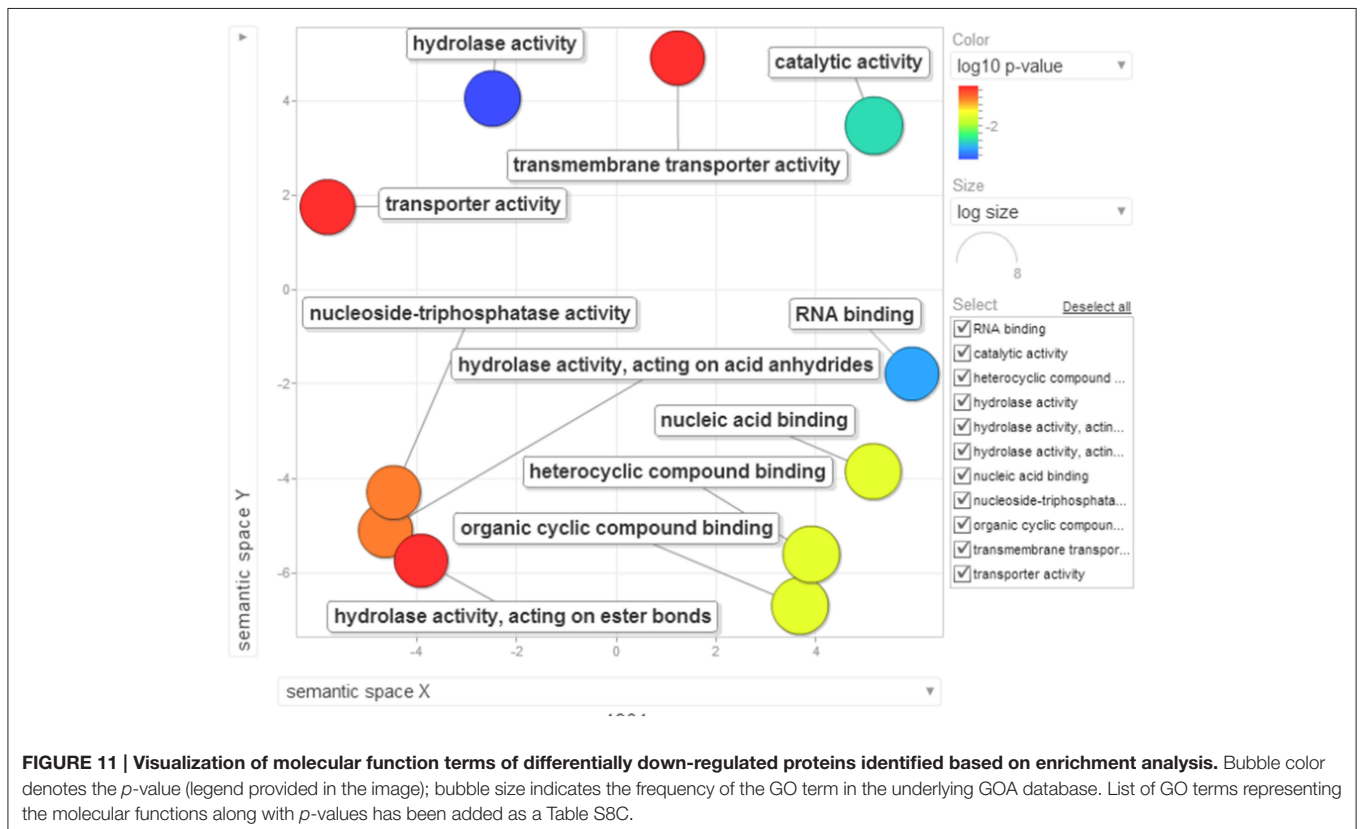 hydrolase activity
catalytic activity
transmembrane transporter activity
transporter activity
nucleoside-triphosphatase activity
RNA binding
hydrolase activity, acting on acid anhydrides
nucleic acid binding
heterocyclic compound binding
organic cyclic compound binding
hydrolase activity, acting on ester bonds
4
2
0
-2
-4
-6
semantic space Y
-4 -2 0 2 4
semantic space X
Color
log10 p-value
-2
Size
log size
8
Select Deselect all
RNA binding
catalytic activity
heterocyclic compound ...
hydrolase activity
hydrolase activity, actin...
hydrolase activity, actin...
nucleic acid binding
nucleoside-triphosphata...
organic cyclic compoun...
transmembrane transpor...
transporter activity
FIGURE 11 | Visualization of molecular function terms of differentially down-regulated proteins identified based on enrichment analysis. Bubble color
denotes the p-value (legend provided in the image); bubble size indicates the frequency of the GO term in the underlying GOA database. List of GO terms representing
the molecular functions along with p-values has been added as a Table S8C.